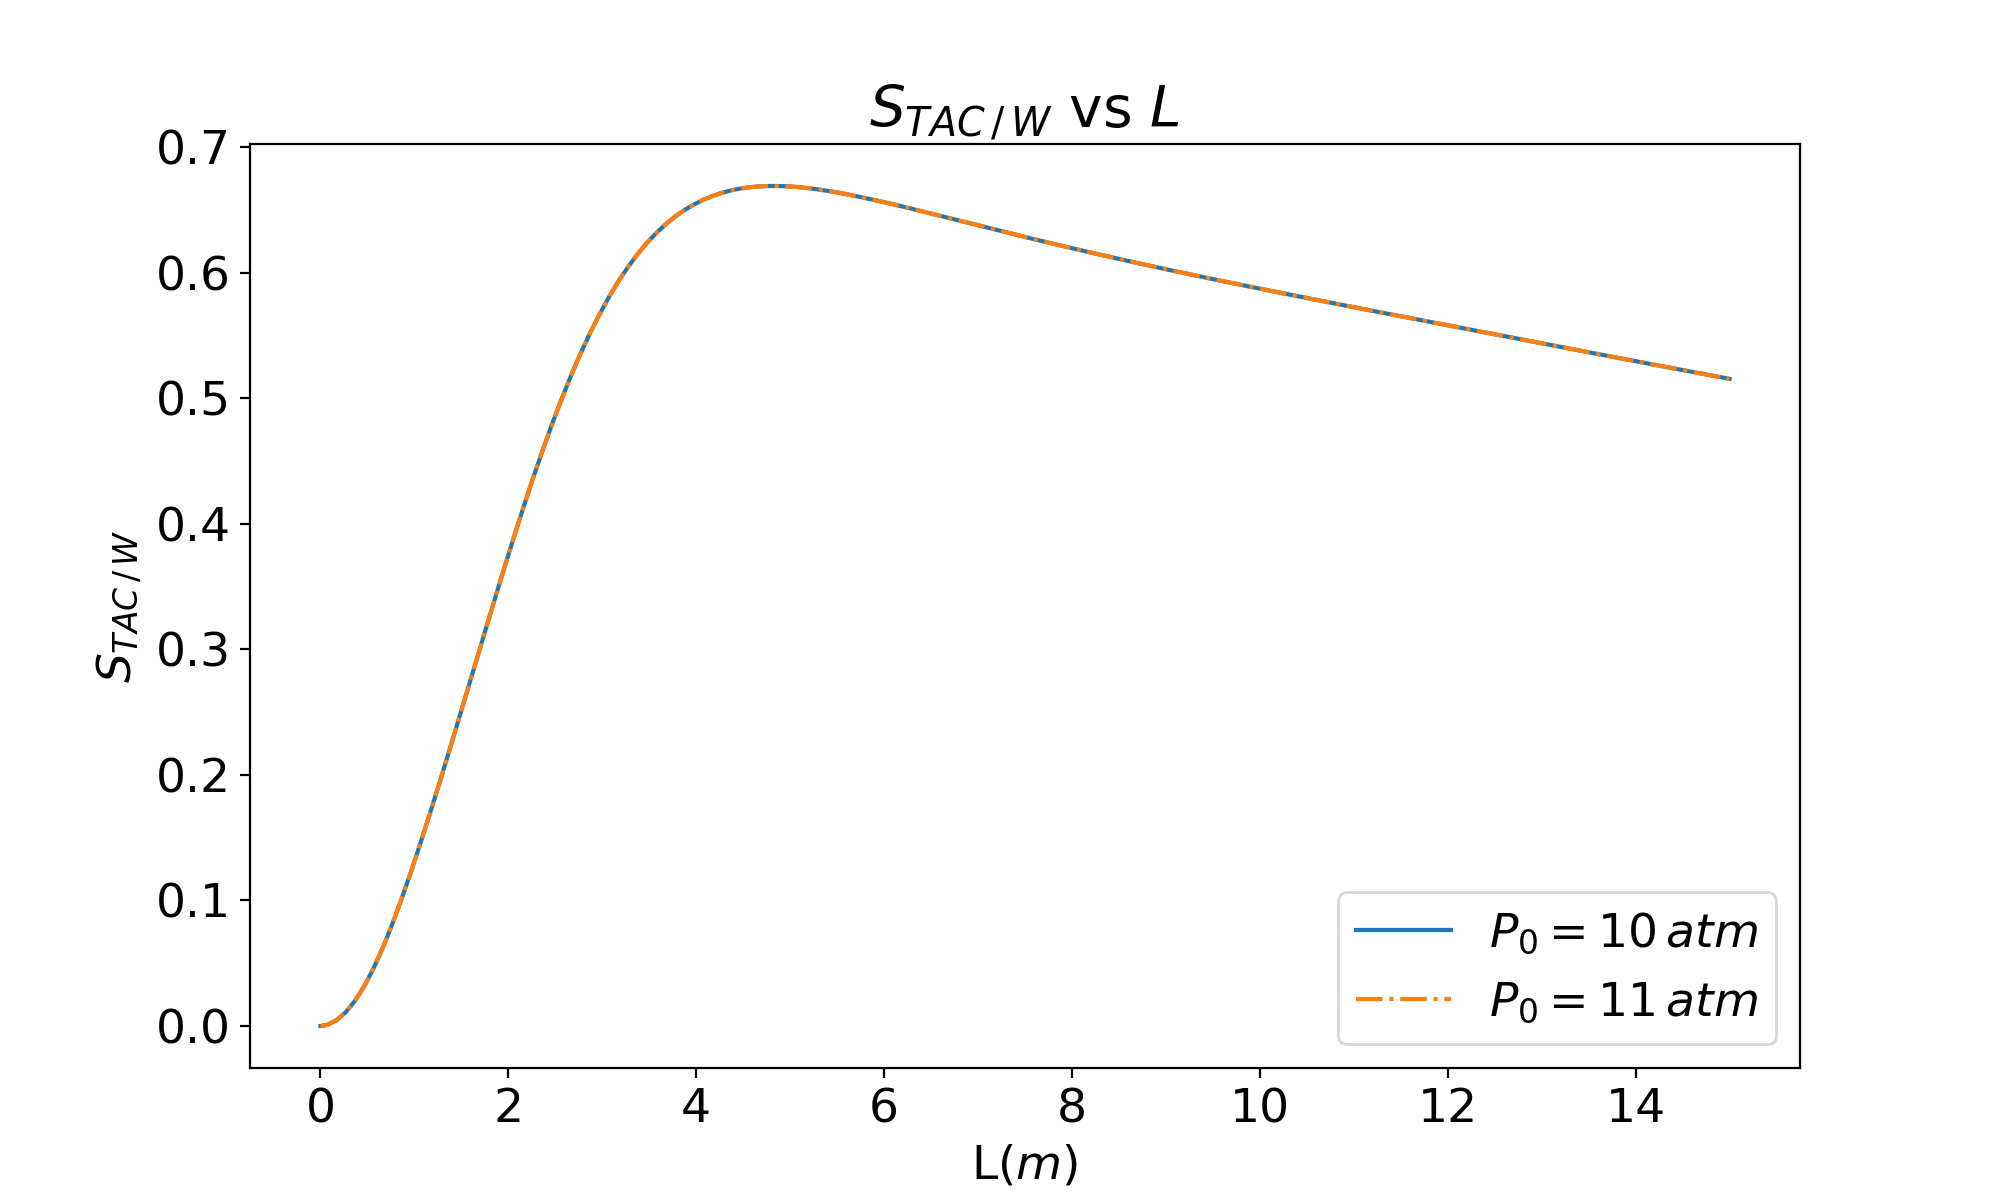 S_{TAC/W} vs L
0.7
0.6
0.5
0.4
0.3
0.2
0.1
0.0
S_{TAC/W}
P_0 = 10 atm
P_0 = 11 atm
0 2 4 6 8 10 12 14
L(m)